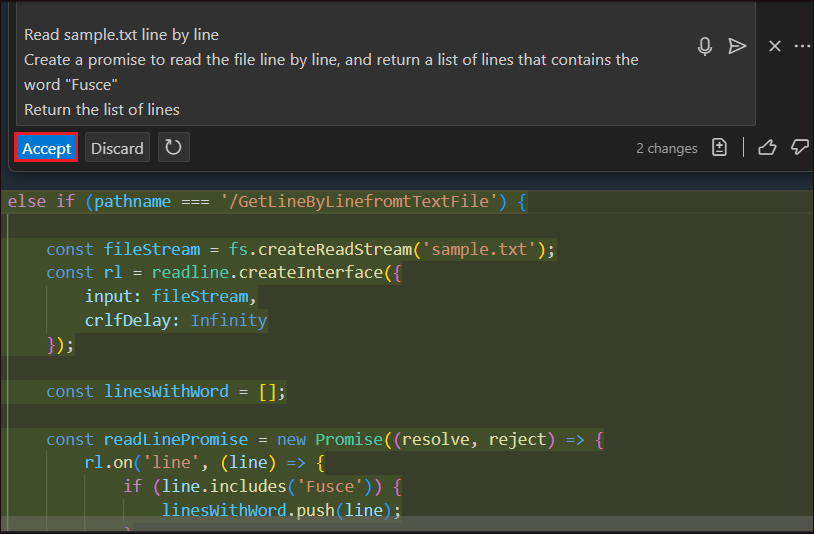 Read sample.txt line by line
Create a promise to read the file line by line, and return a list of lines that contains the
word "Fusce"
Return the list of lines
Accept Discard 2 changes
else if (pathname === '/GetLineByLinefromtTextFile') {
const fileStream = fs.createReadStream('sample.txt');
const rl = readline.createInterface({
input: fileStream,
crlfDelay: Infinity
});
const linesWithWord = [];
const readLinePromise = new Promise((resolve, reject) => {
rl.on('line', (line) => {
if (line.includes('Fusce')) {
linesWithWord.push(line);